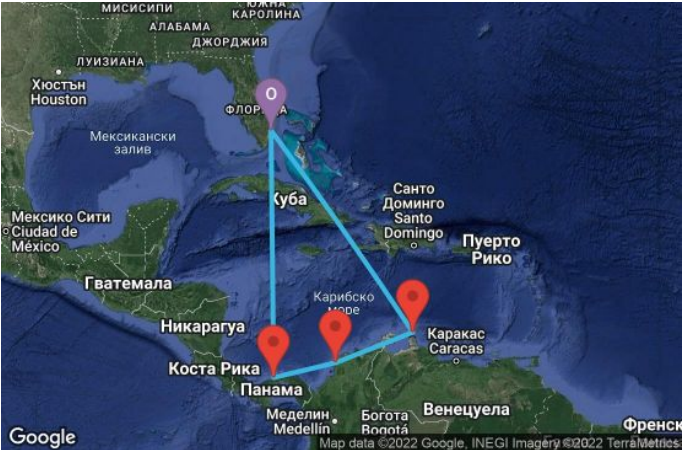 МИСИСИПИ
ЮЖНА
КАРОЛИНА
АЛАБАМА
ДЖОРДЖИЯ
ЛУИЗИАНА
Хюстън
Houston
O
Мексикански
залив
Куба
Санто
Доминго
Santo
Domingo
Мексико Сити
Ciudad de
México
Пуерто
Рико
Гватемала
Карибско
море
Никарагуа
Каракас
Caracas
Коста Рика
Панама
Меделин
Medellín
Богота
Bogotá
Венецуела
Френск
Google
Map data ©2022 Google, INEGI Imagery ©2022 TerraMetrics